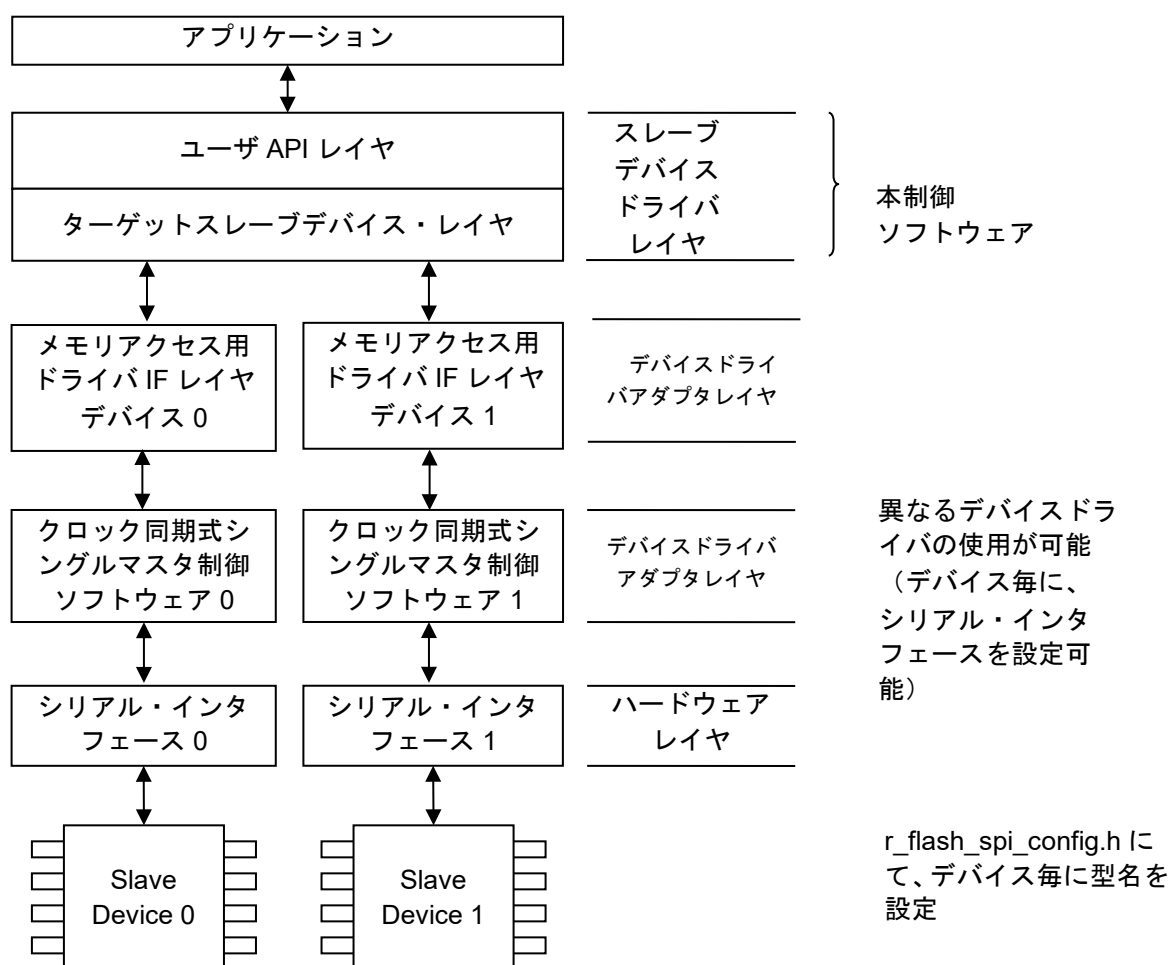 アプリケーション
ユーザ API レイヤ
ターゲットスレーブデバイス・レイヤ
スレーブ
デバイス
ドライバ
レイヤ
本制御
ソフトウェア
メモリアクセス用
ドライバ IF レイヤ
デバイス 0
メモリアクセス用
ドライバ IF レイヤ
デバイス 1
デバイスドライ
バアダプタレイヤ
クロック同期式シ
ングルマスタ制御
ソフトウェア 0
クロック同期式シ
ングルマスタ制御
ソフトウェア 1
デバイスドライバ
アダプタレイヤ
異なるデバイスドラ
イバの使用が可能
（デバイス毎に、
シリアル・インタ
フェースを設定可
能）
シリアル・インタ
フェース 0
シリアル・インタ
フェース 1
ハードウェア
レイヤ
Slave
Device 0
Slave
Device 1
r_flash_spi_config.h に
て、デバイス毎に型名を
設定